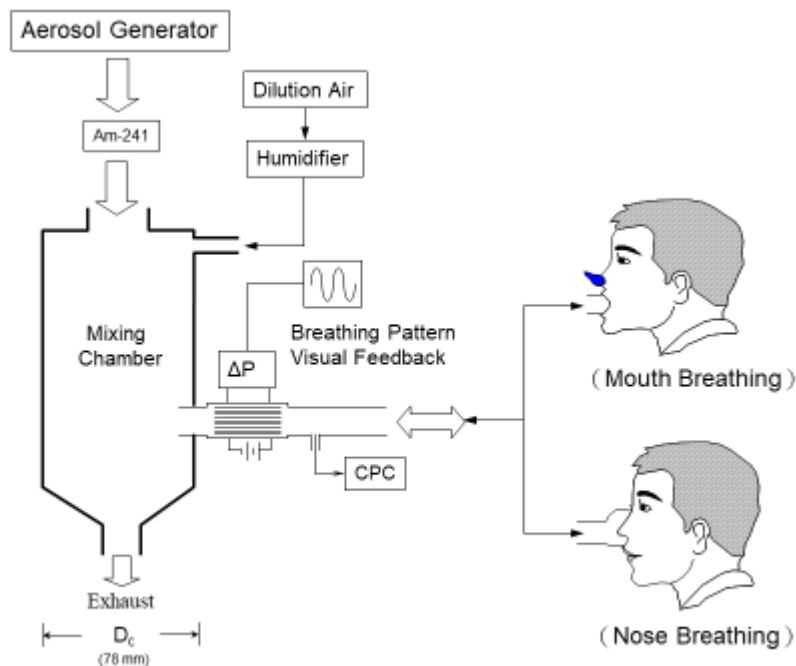 Aerosol Generator
Am-241
Dilution Air
Humidifier
Mixing
Chamber
Breathing Pattern
Visual Feedback
ΔP
CPC
(Mouth Breathing)
(Nose Breathing)
Exhaust
Dc
(78 mm)